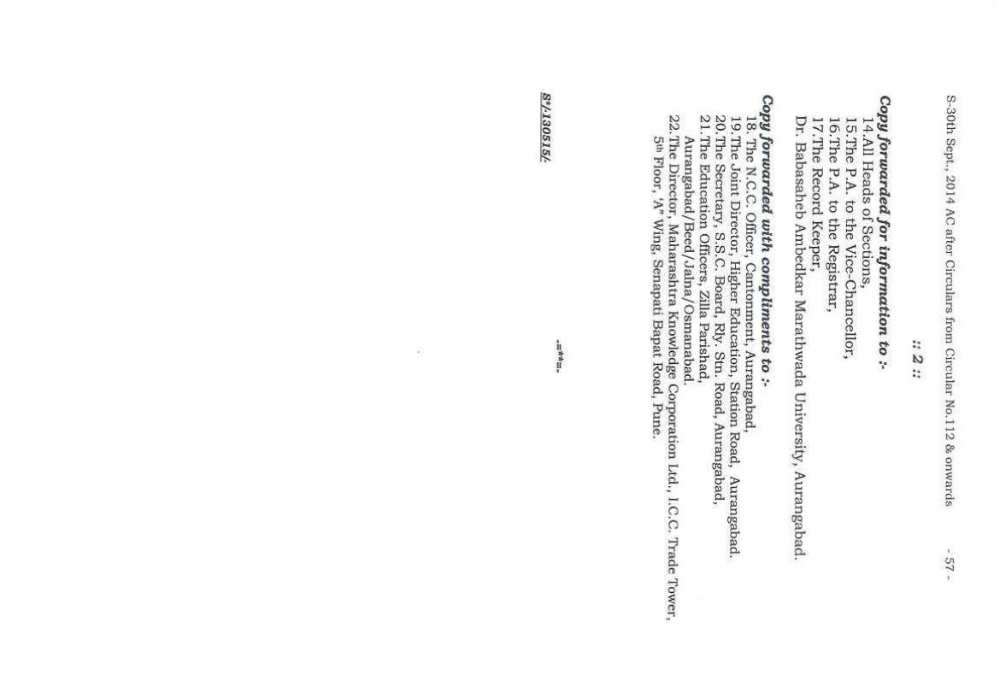 S-30th Sept., 2014 AC after Circulars from Circular No.112 & onwards - 57 -
:: 2 ::
Copy forwarded for information to :-
14.All Heads of Sections,
15.The P.A. to the Vice-Chancellor,
16.The P.A. to the Registrar,
17.The Record Keeper,
Dr. Babasaheb Ambedkar Marathwada University, Aurangabad.
Copy forwarded with compliments to :-
18. The N.C.C. Officer, Cantonment, Aurangabad,
19.The Joint Director, Higher Education, Station Road, Aurangabad.
20.The Secretary, S.S.C. Board, Rly. Stn. Road, Aurangabad,
21.The Education Officers, Zilla Parishad,
Aurangabad/Beed/Jalna/Osmanabad.
22.The Director, Maharashtra Knowledge Corporation Ltd., I.C.C. Trade Tower,
5th Floor, 'A" Wing, Senapati Bapat Road, Pune.
-=**=-
S*/-130515/-